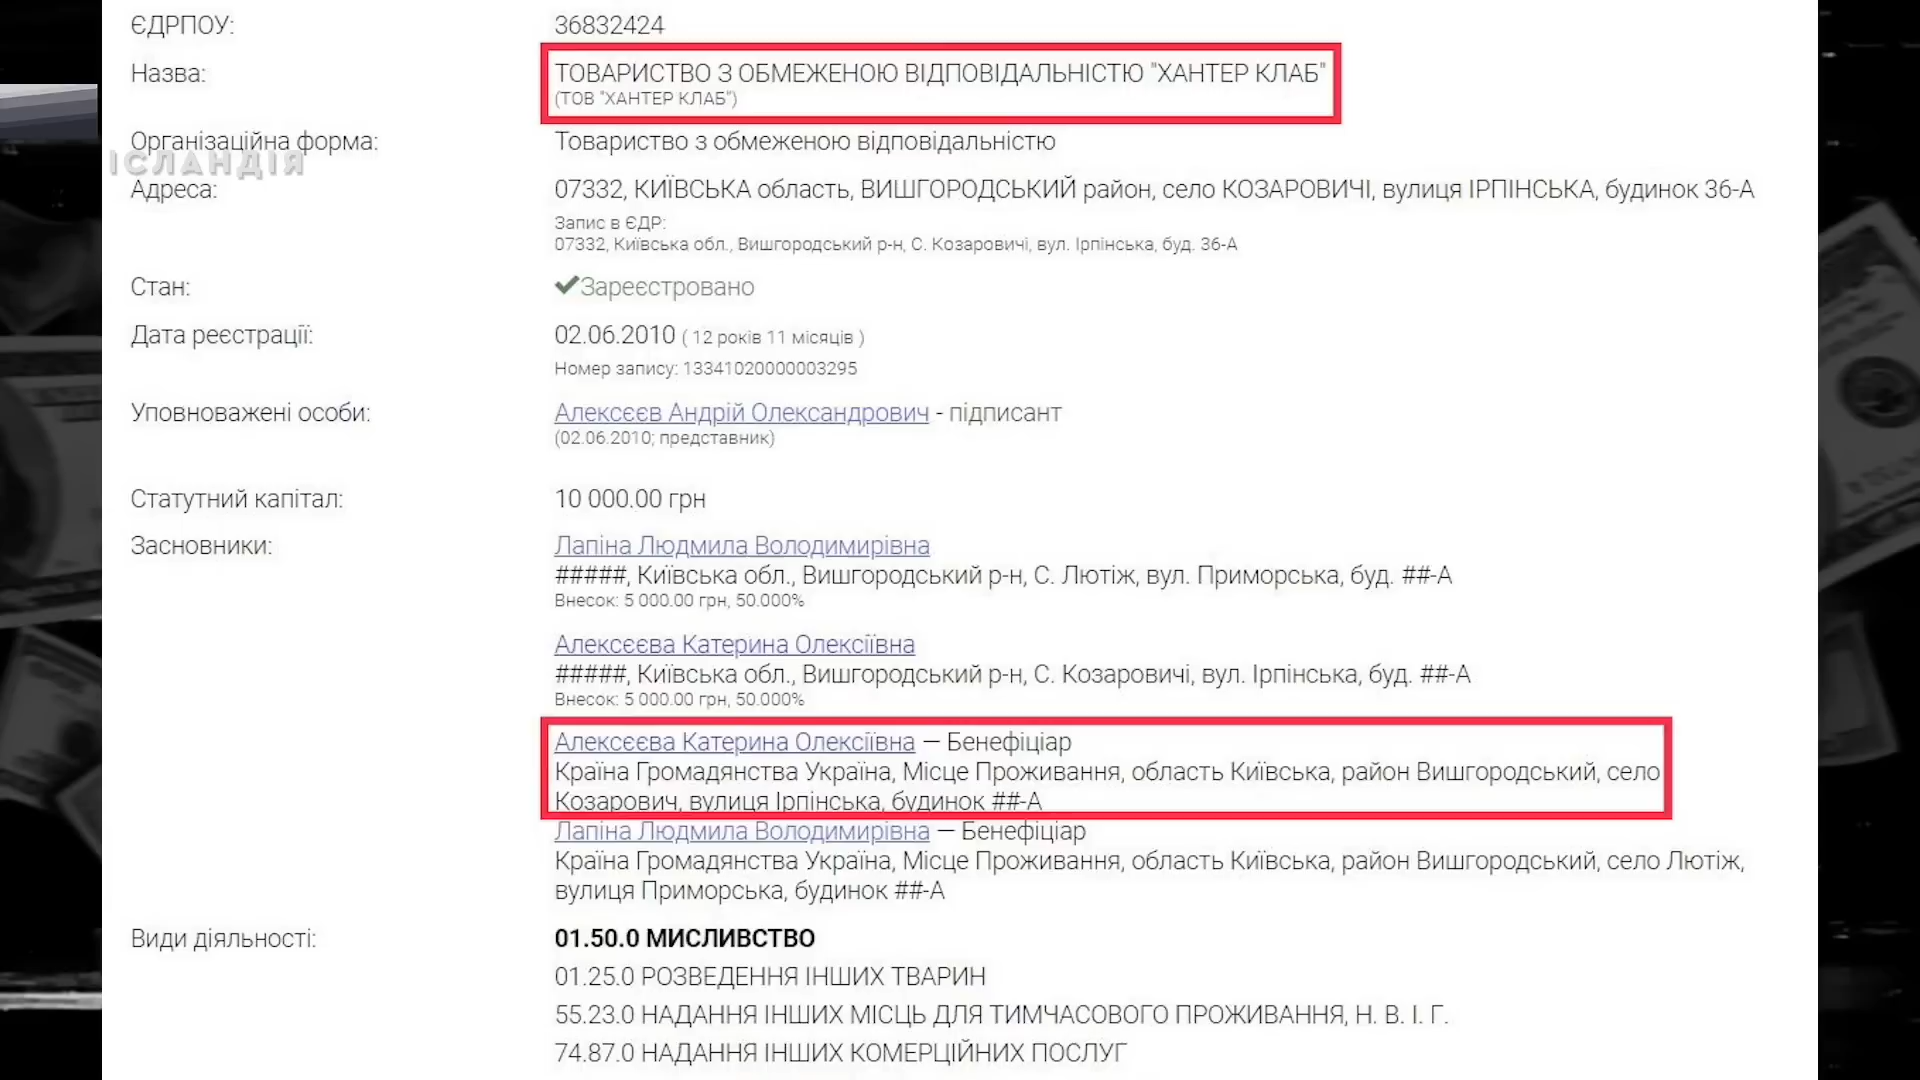 ЄДРПОУ: 36832424
Назва: ТОВАРИСТВО З ОБМЕЖЕНОЮ ВІДПОВІДАЛЬНІСТЮ "ХАНТЕР КЛАБ"
(ТОВ "ХАНТЕР КЛАБ")
Організаційна форма: Товариство з обмеженою відповідальністю
ІСЛАНДІЯ
Адреса: 07332, КИЇВСЬКА область, ВИШГОРОДСЬКИЙ район, село КОЗАРОВИЧІ, вулиця ІРПІНСЬКА, будинок 36-А
Запис в ЄДР:
07332, Київська обл., Вишгородський р-н, С. Козаровичі, вул. Ірпінська, буд. 36-А
Стан: Зареєстровано
Дата реєстрації: 02.06.2010 ( 12 років 11 місяців )
Номер запису: 13341020000003295
Уповноважені особи: Алексєєв Андрій Олександрович - підписант
(02.06.2010; представник)
Статутний капітал: 10 000.00 грн
Засновники: Лапіна Людмила Володимирівна
#####, Київська обл., Вишгородський р-н, С. Лютіж, вул. Приморська, буд. ##-А
Внесок: 5 000.00 грн, 50.000%
Алексєєва Катерина Олексіївна
#####, Київська обл., Вишгородський р-н, С. Козаровичі, вул. Ірпінська, буд. ##-А
Внесок: 5 000.00 грн, 50.000%
Алексєєва Катерина Олексіївна — Бенефіціар
Країна Громадянства Україна, Місце Проживання, область Київська, район Вишгородський, село
Козарович, вулиця Ірпінська, будинок ##-А
Лапіна Людмила Володимирівна — Бенефіціар
Країна Громадянства Україна, Місце Проживання, область Київська, район Вишгородський, село Лютіж,
вулиця Приморська, будинок ##-А
Види діяльності: 01.50.0 МИСЛИВСТВО
01.25.0 РОЗВЕДЕННЯ ІНШИХ ТВАРИН
55.23.0 НАДАННЯ ІНШИХ МІСЦЬ ДЛЯ ТИМЧАСОВОГО ПРОЖИВАННЯ, Н. В. І. Г.
74.87.0 НАДАННЯ ІНШИХ КОМЕРЦІЙНИХ ПОСЛУГ